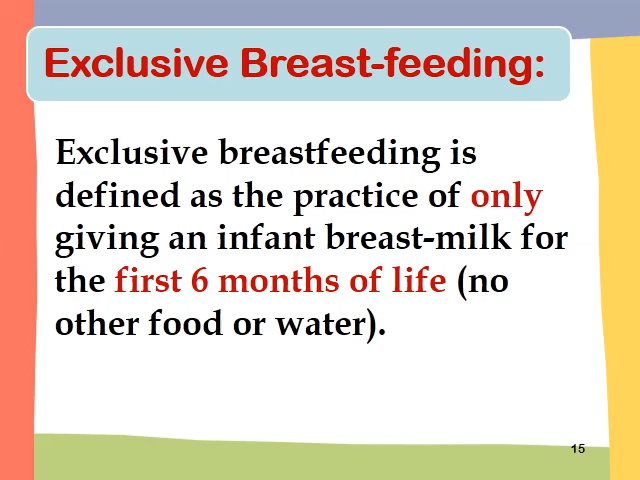 Exclusive Breast-feeding:
Exclusive breastfeeding is
defined as the practice of only
giving an infant breast-milk for
the first 6 months of life (no
other food or water).
15